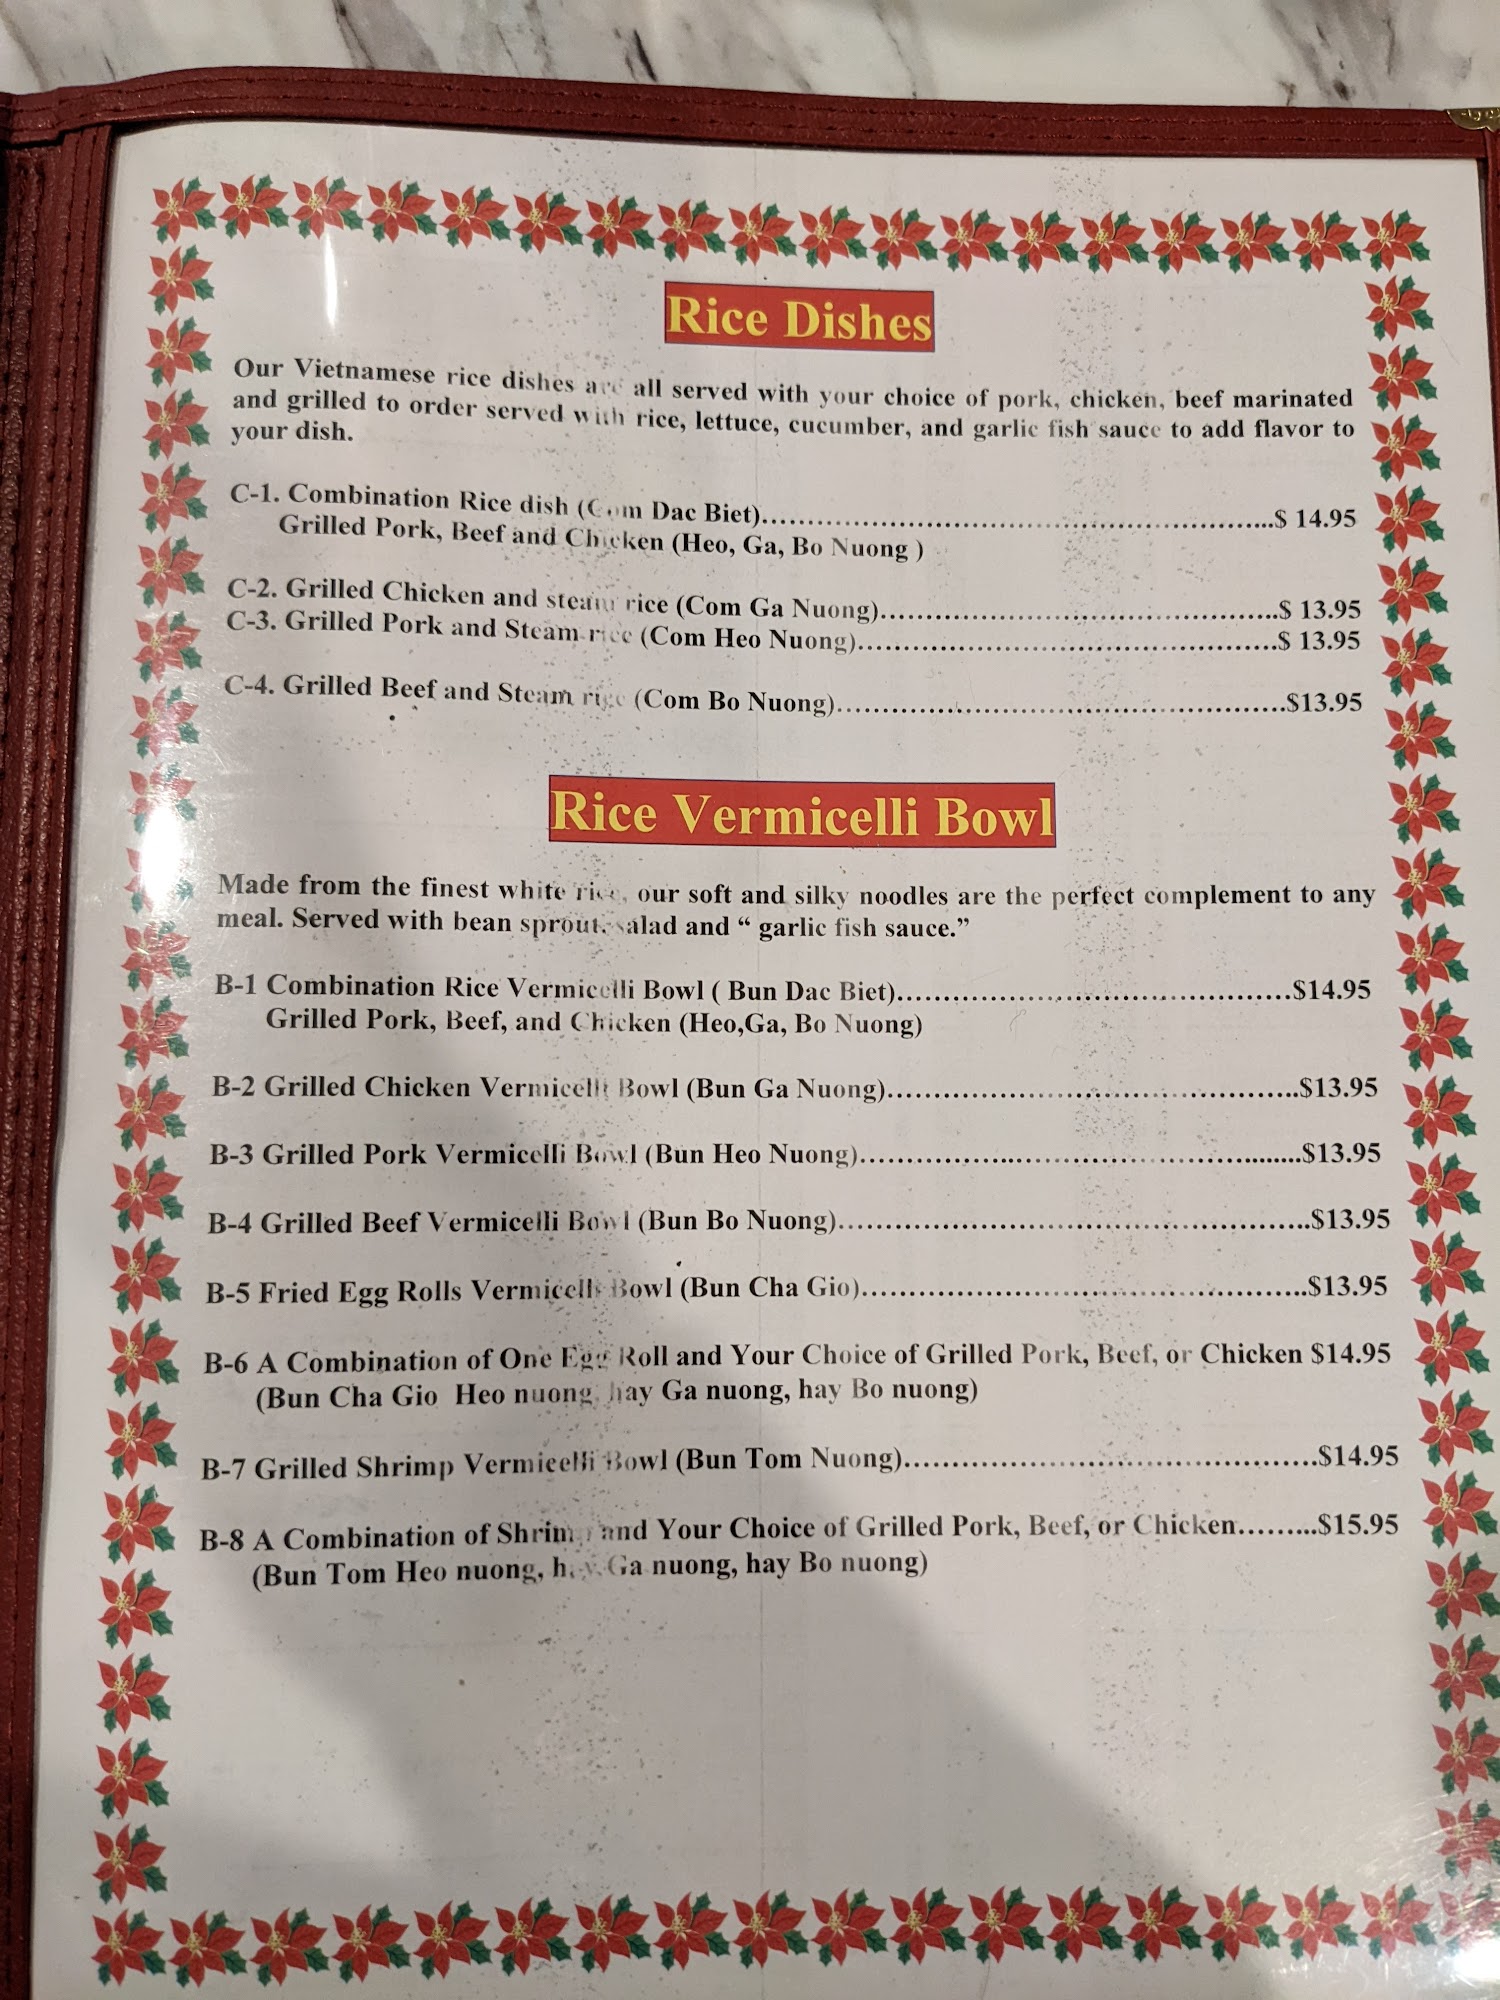 Rice Dishes
Our Vietnamese rice dishes are all served with your choice of pork, chicken, beef marinated
and grilled to order served with rice, lettuce, cucumber, and garlic fish sauce to add flavor to
your dish.
C-1. Combination Rice dish (Com Dac Biet)..........................................................$ 14.95
Grilled Pork, Beef and Chicken (Heo, Ga, Bo Nuong )
C-2. Grilled Chicken and steam rice (Com Ga Nuong).............................................$ 13.95
C-3. Grilled Pork and Steam rice (Com Heo Nuong)...............................................$ 13.95
C-4. Grilled Beef and Steam rice (Com Bo Nuong)..................................................$13.95
Rice Vermicelli Bowl
Made from the finest white rice, our soft and silky noodles are the perfect complement to any
meal. Served with bean sprout, salad and “ garlic fish sauce.”
B-1 Combination Rice Vermicelli Bowl ( Bun Dac Biet)............................................$14.95
Grilled Pork, Beef, and Chicken (Heo,Ga, Bo Nuong)
B-2 Grilled Chicken Vermicelli Bowl (Bun Ga Nuong)..............................................$13.95
B-3 Grilled Pork Vermicelli Bowl (Bun Heo Nuong).................................................$13.95
B-4 Grilled Beef Vermicelli Bowl (Bun Bo Nuong)....................................................$13.95
B-5 Fried Egg Rolls Vermicelli Bowl (Bun Cha Gio).................................................$13.95
B-6 A Combination of One Egg Roll and Your Choice of Grilled Pork, Beef, or Chicken $14.95
(Bun Cha Gio Heo nuong, hay Ga nuong, hay Bo nuong)
B-7 Grilled Shrimp Vermicelli Bowl (Bun Tom Nuong)..............................................$14.95
B-8 A Combination of Shrimp and Your Choice of Grilled Pork, Beef, or Chicken.........$15.95
(Bun Tom Heo nuong, hay Ga nuong, hay Bo nuong)